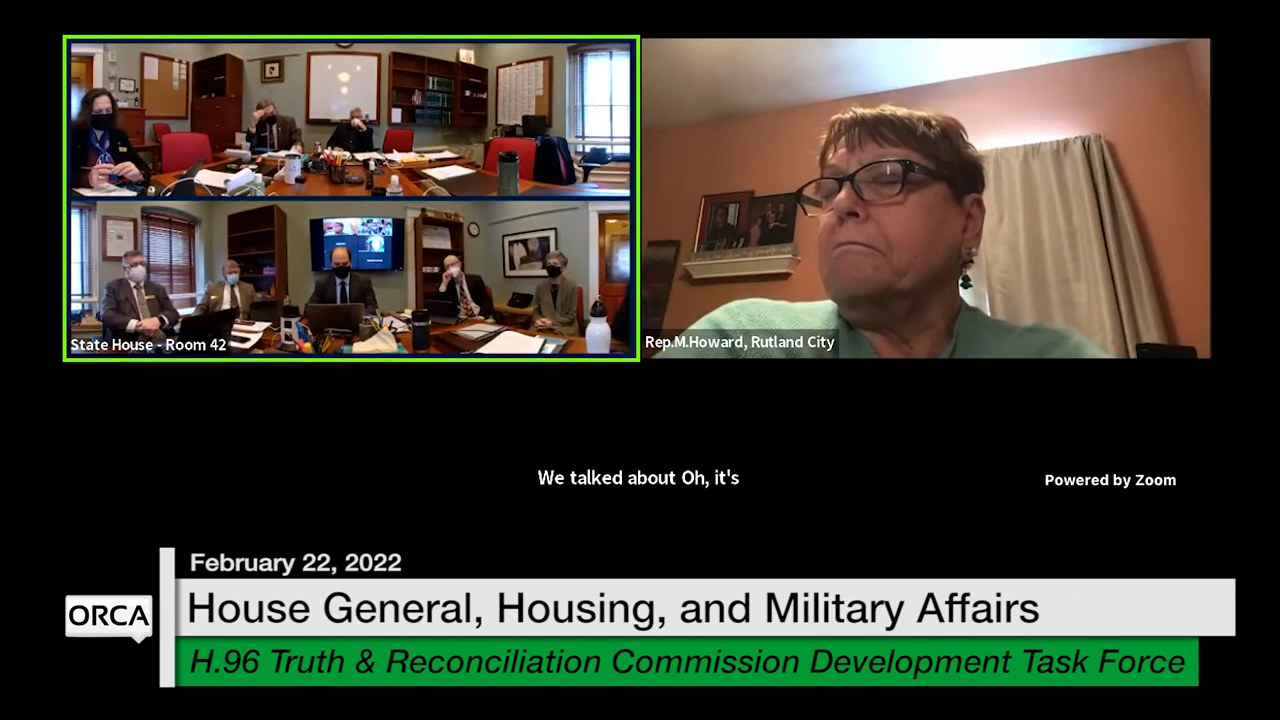 State House - Room 42
Rep.M.Howard, Rutland City
We talked about Oh, it's
Powered by Zoom
February 22, 2022
ORCA
House General, Housing, and Military Affairs
H.96 Truth & Reconciliation Commission Development Task Force